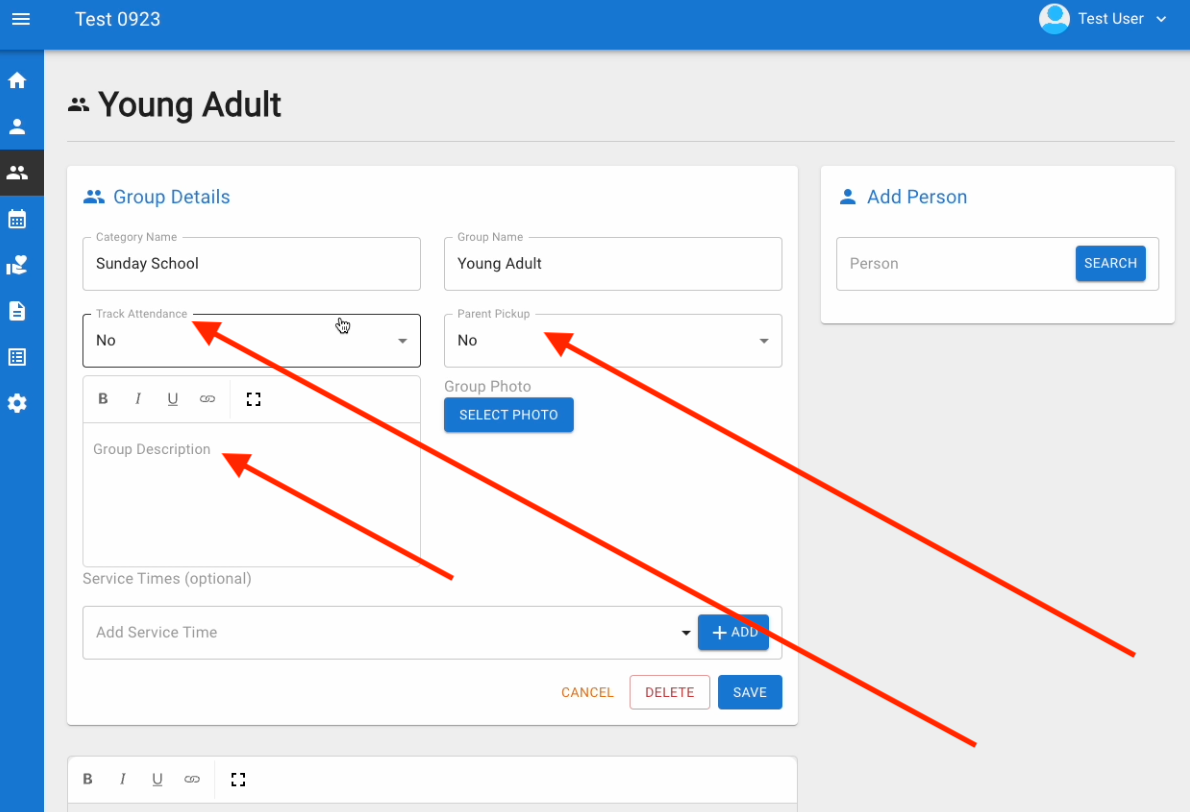 Test 0923
Test User
Young Adult
Group Details
Category Name
Sunday School
Group Name
Young Adult
Track Attendance
No
Parent Pickup
No
B I U
Group Description
Group Photo
SELECT PHOTO
Service Times (optional)
Add Service Time
+ ADD
CANCEL
DELETE
SAVE
Add Person
Person
SEARCH
B I U